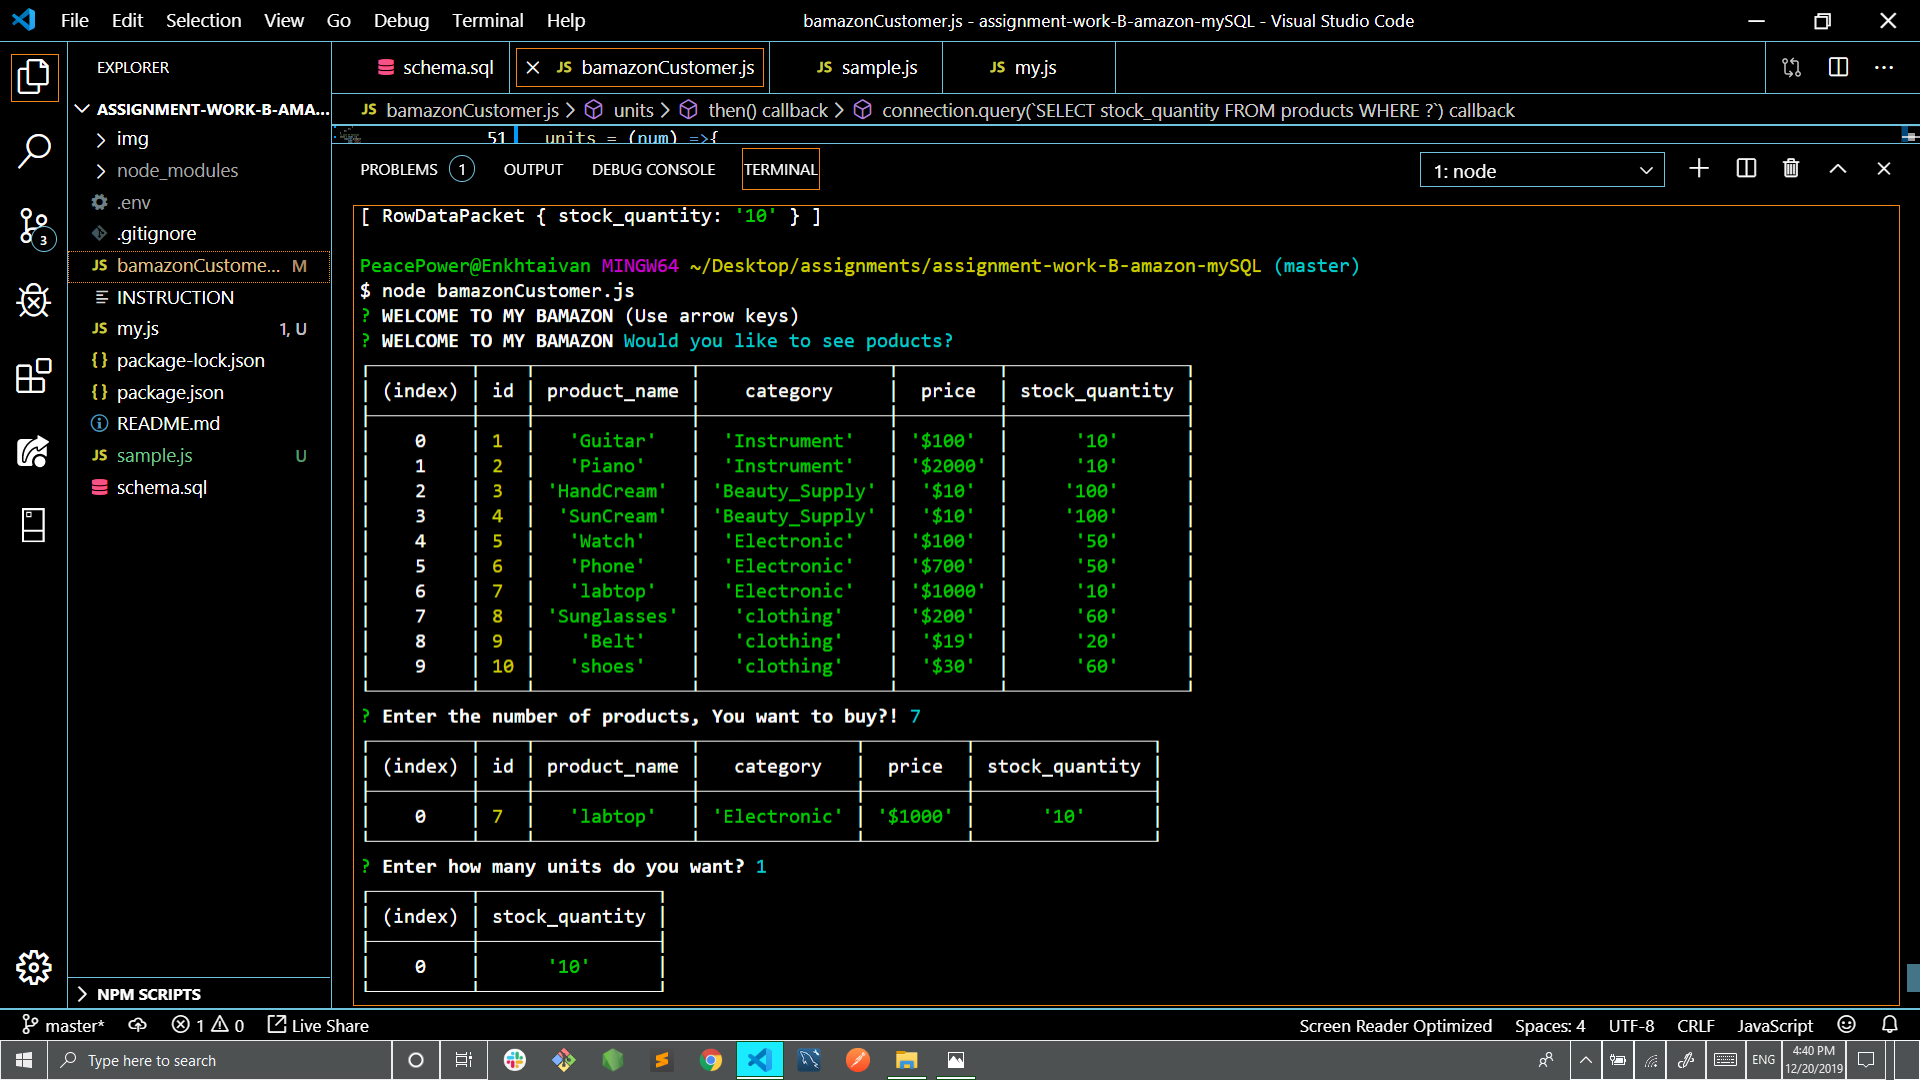 File Edit Selection View Go Debug Terminal Help
bamazonCustomer.js - assignment-work-B-amazon-mySQL - Visual Studio Code
EXPLORER
ASSIGNMENT-WORK-B-AMA...
img
node_modules
.env
.gitignore
JS bamazonCustome... M
INSTRUCTION
JS my.js 1, U
{} package-lock.json
{} package.json
README.md
JS sample.js U
schema.sql
NPM SCRIPTS
3
schema.sql
JS bamazonCustomer.js
JS sample.js
JS my.js
JS bamazonCustomer.js > units > then() callback > connection.query(`SELECT stock_quantity FROM products WHERE ?`) callback
51 units = (num) =>{
PROBLEMS 1 OUTPUT DEBUG CONSOLE TERMINAL
1: node
[ RowDataPacket { stock_quantity: '10' } ]
PeacePower@Enkhtaivan MINGW64 ~/Desktop/assignments/assignment-work-B-amazon-mySQL (master)
$ node bamazonCustomer.js
? WELCOME TO MY BAMAZON (Use arrow keys)
? WELCOME TO MY BAMAZON Would you like to see poducts?
(index) id product_name category price stock_quantity
0 1 'Guitar' 'Instrument' '$100' '10'
1 2 'Piano' 'Instrument' '$2000' '10'
2 3 'HandCream' 'Beauty_Supply' '$10' '100'
3 4 'SunCream' 'Beauty_Supply' '$10' '100'
4 5 'Watch' 'Electronic' '$100' '50'
5 6 'Phone' 'Electronic' '$700' '50'
6 7 'labtop' 'Electronic' '$1000' '10'
7 8 'Sunglasses' 'clothing' '$200' '60'
8 9 'Belt' 'clothing' '$19' '20'
9 10 'shoes' 'clothing' '$30' '60'
? Enter the number of products, You want to buy?! 7
(index) id product_name category price stock_quantity
0 7 'labtop' 'Electronic' '$1000' '10'
? Enter how many units do you want? 1
(index) stock_quantity
0 '10'
master* 1 0 Live Share
Screen Reader Optimized Spaces: 4 UTF-8 CRLF JavaScript
Type here to search
ENG
4:40 PM
12/20/2019